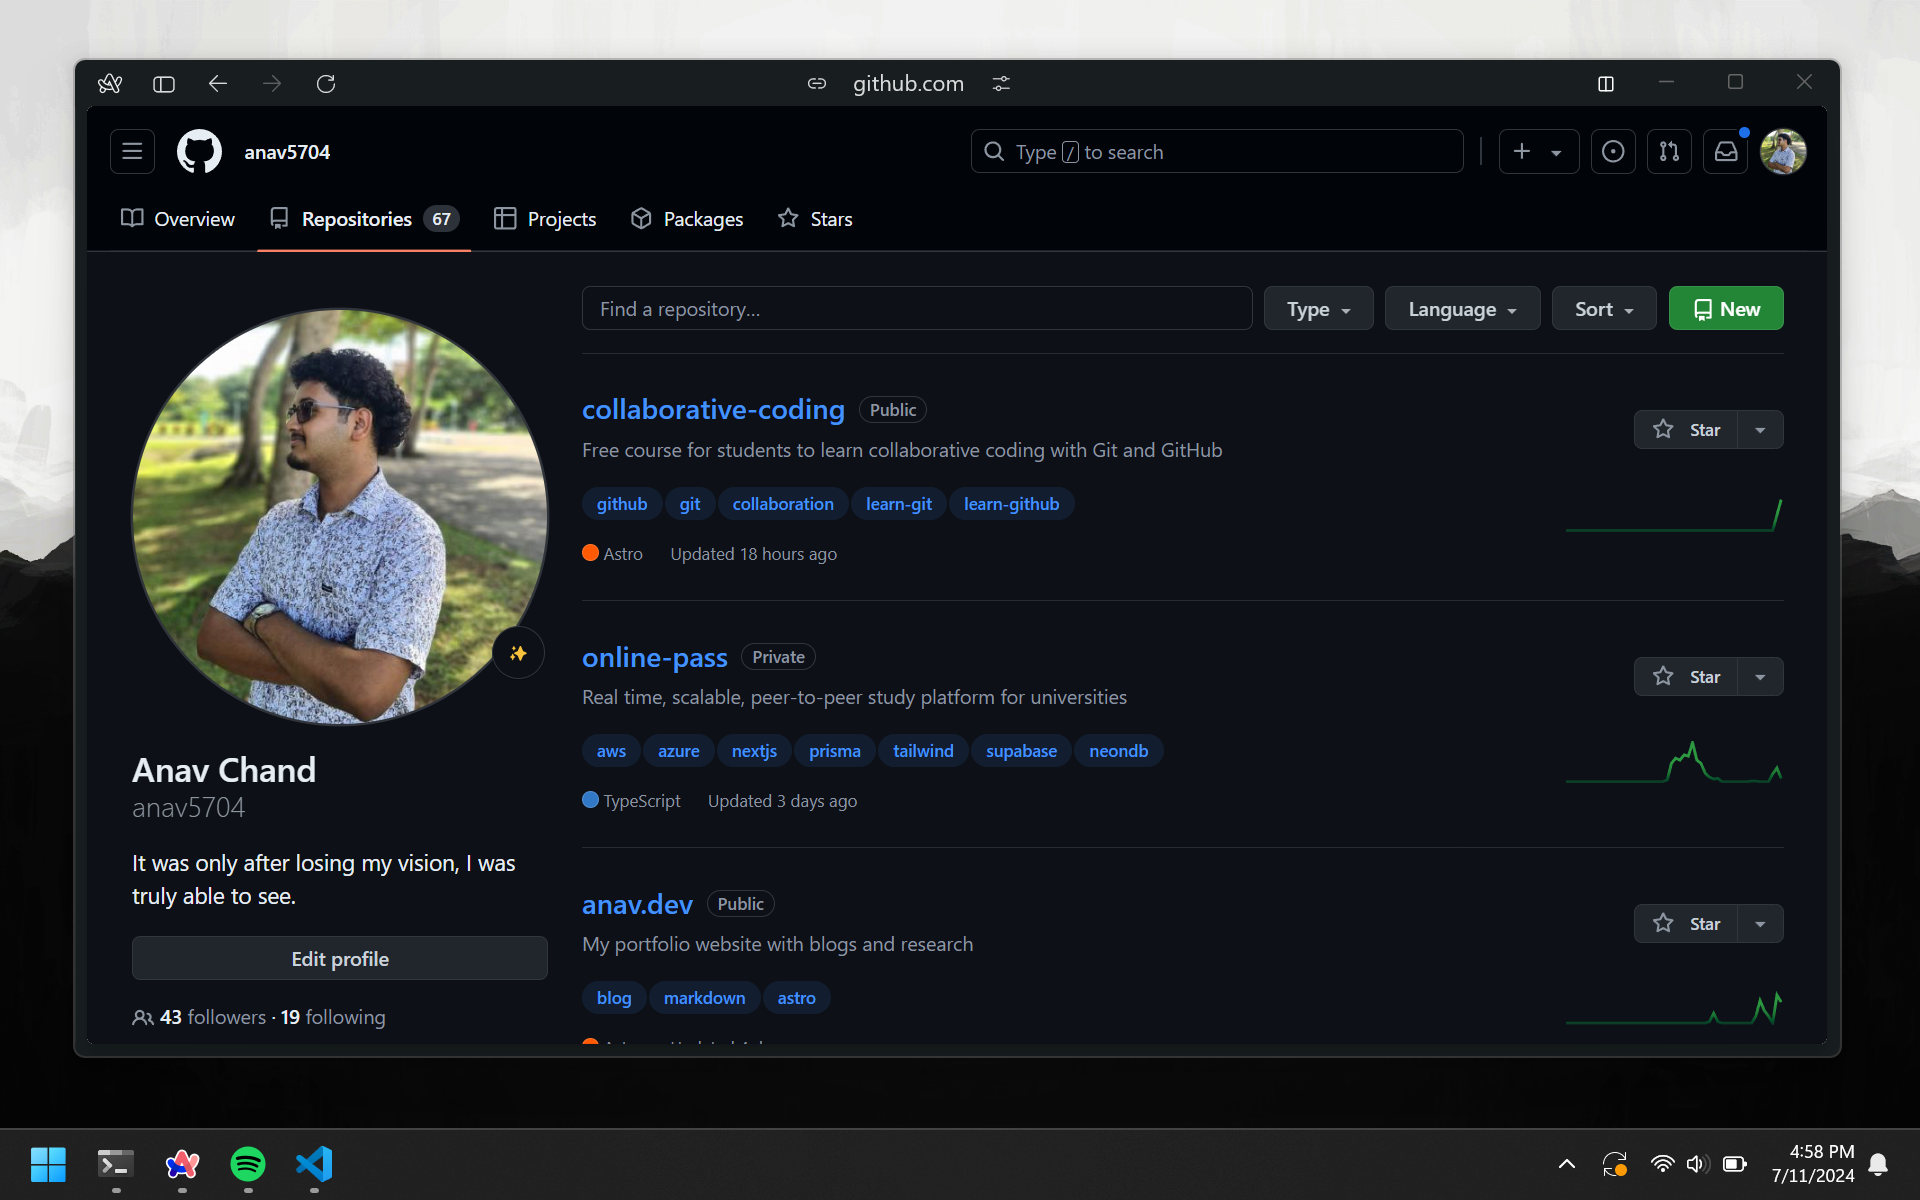 github.com
anav5704
Type / to search
Overview
Repositories 67
Projects
Packages
Stars
Find a repository...
Type
Language
Sort
New
collaborative-coding Public
Star
Free course for students to learn collaborative coding with Git and GitHub
github git collaboration learn-git learn-github
Astro Updated 18 hours ago
online-pass Private
Star
Real time, scalable, peer-to-peer study platform for universities
aws azure nextjs prisma tailwind supabase neondb
TypeScript Updated 3 days ago
anav.dev Public
Star
My portfolio website with blogs and research
blog markdown astro
Anav Chand
anav5704
It was only after losing my vision, I was
truly able to see.
Edit profile
43 followers · 19 following
4:58 PM
7/11/2024